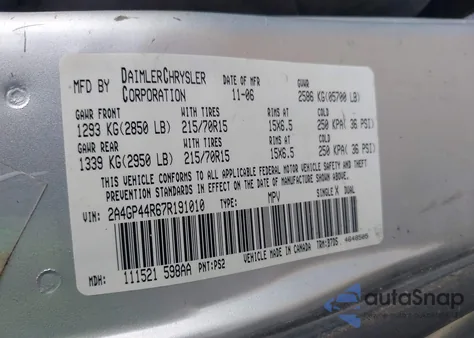 MFD BY DAIMLERCHRYSLER CORPORATION DATE OF MFR 11-06 GVWR 2586 KG(05700 LB)
GAWR FRONT WITH TIRES RIMS AT COLD
1293 KG(2850 LB) 215/70R15 15X6.5 250 KPA( 36 PSI)
GAWR REAR WITH TIRES RIMS AT COLD
1339 KG(2950 LB) 215/70R15 15X6.5 250 KPA( 36 PSI)
THIS VEHICLE CONFORMS TO ALL APPLICABLE FEDERAL MOTOR VEHICLE SAFETY AND THEFT
PREVENTION STANDARDS IN EFFECT ON THE DATE OF MANUFACTURE SHOWN ABOVE.
VIN: 2A4GP44R67R191010 TYPE: MPV SINGLE X DUAL
MDH: 111521 598AA PNT:PS2 VEHICLE MADE IN CANADA
autoSnap